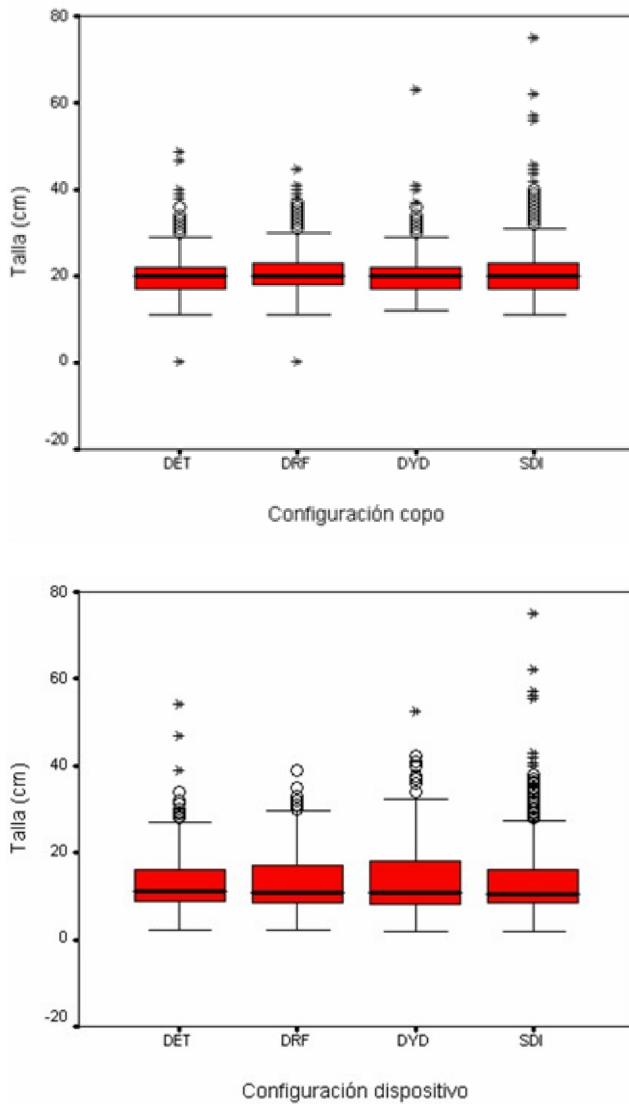 80
60
40
20
0
-20
Talla (cm)
DET DRF DYD SDI
Configuración copo
80
60
40
20
0
-20
Talla (cm)
DET DRF DYD SDI
Configuración dispositivo